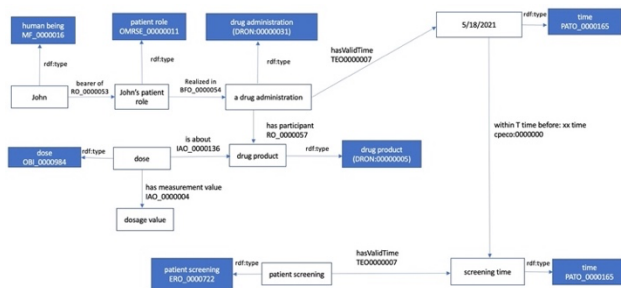 human being
MF_0000016
patient role
OMRSE_00000011
drug administration
(DRON:00000031)
5/18/2021
rdf:type
time
PATO_0000165
hasValidTime
TEO0000007
rdf:type
rdf:type
rdf:type
John
bearer of
RO_0000053
John's patient
role
Realized in
BFO_0000054
a drug administration
has participant
RO_0000057
within T time before: xx time
cpeco:0000000
dose
OBI_0000984
rdf:type
dose
is about
IAO_0000136
drug product
rdf:type
drug product
(DRON:00000005)
has measurement value
IAO_0000004
dosage value
patient screening
ERO_0000722
rdf:type
patient screening
hasValidTime
TEO0000007
screening time
rdf:type
time
PATO_0000165